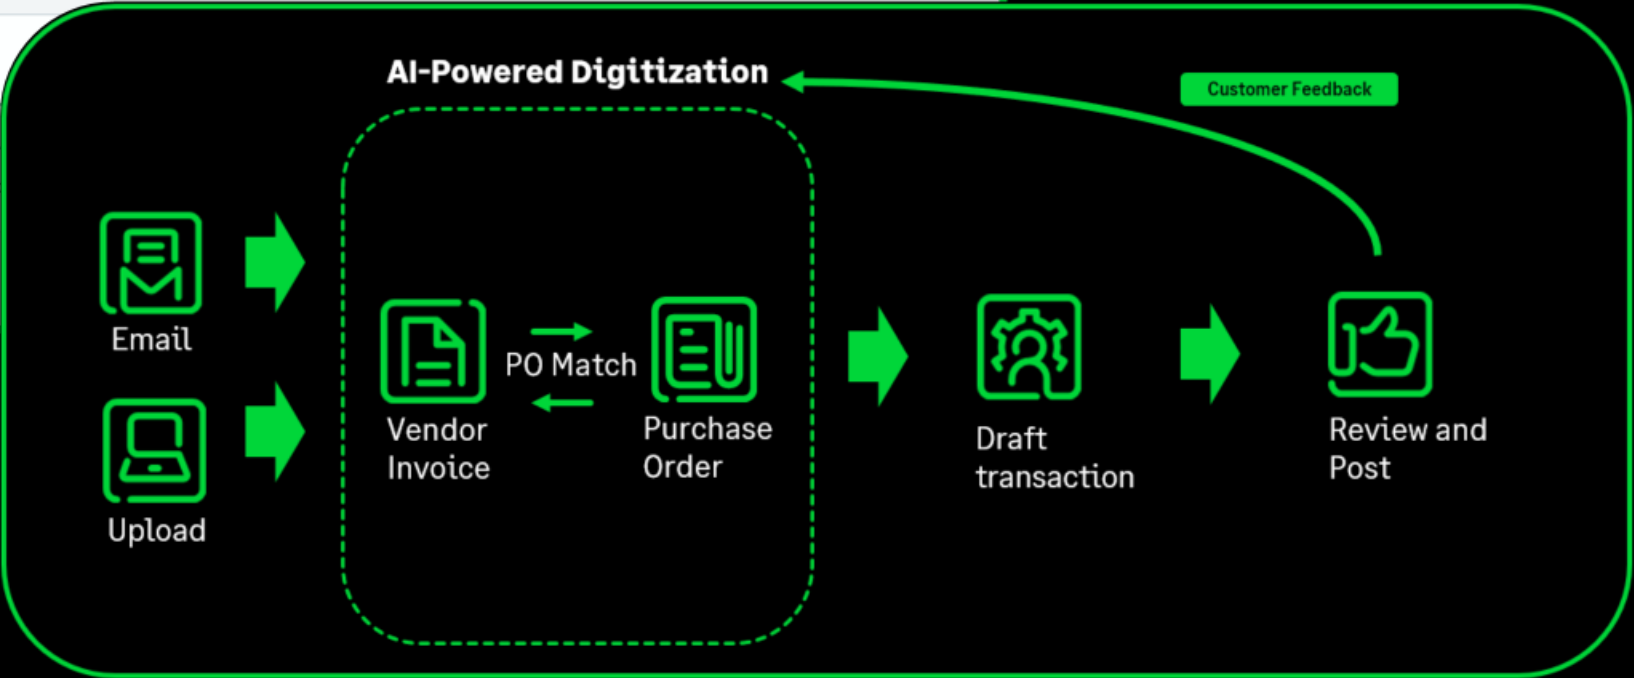 AI-Powered Digitization
Customer Feedback
Email
Upload
Vendor
Invoice
PO Match
Purchase
Order
Draft
transaction
Review and
Post